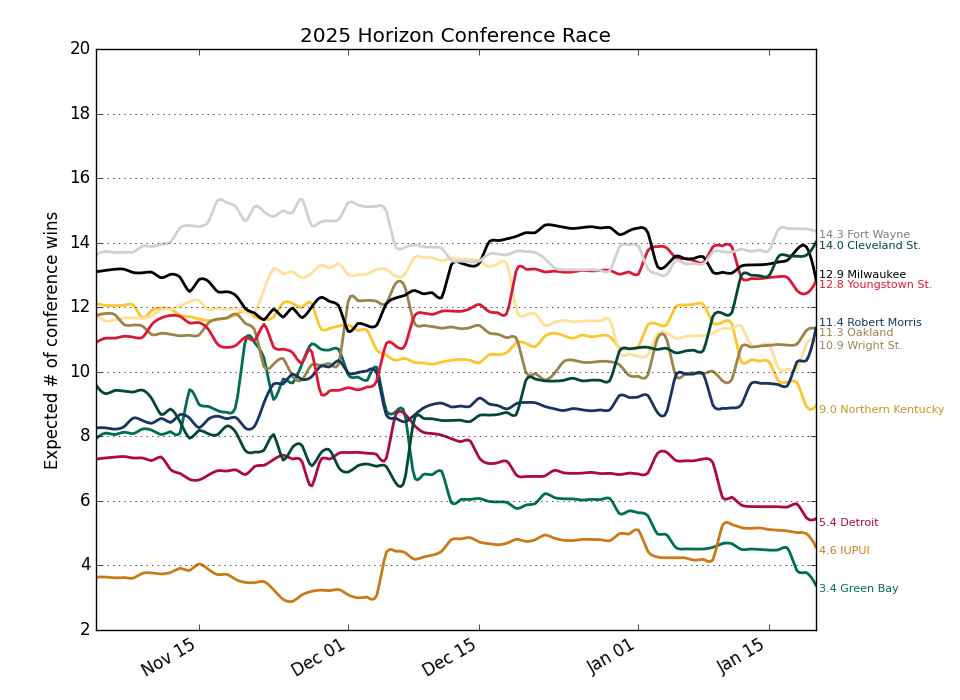 2025 Horizon Conference Race
Expected # of conference wins
20
18
16
14
12
10
8
6
4
2
14.3 Fort Wayne
14.0 Cleveland St.
12.9 Milwaukee
12.8 Youngstown St.
11.4 Robert Morris
11.3 Oakland
10.9 Wright St.
9.0 Northern Kentucky
5.4 Detroit
4.6 IUPUI
3.4 Green Bay
Nov 15
Dec 01
Dec 15
Jan 01
Jan 15